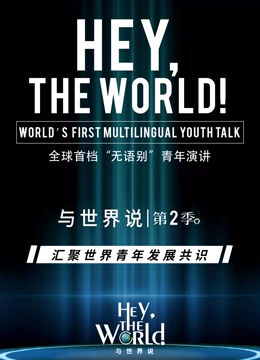 HEY,
THE WORLD!
WORLD'S FIRST MULTILINGUAL YOUTH TALK
全球首档“无语别”青年演讲
与世界说|第2季
汇聚世界青年发展共识
HEY,
THE
WORLD!
与世界说